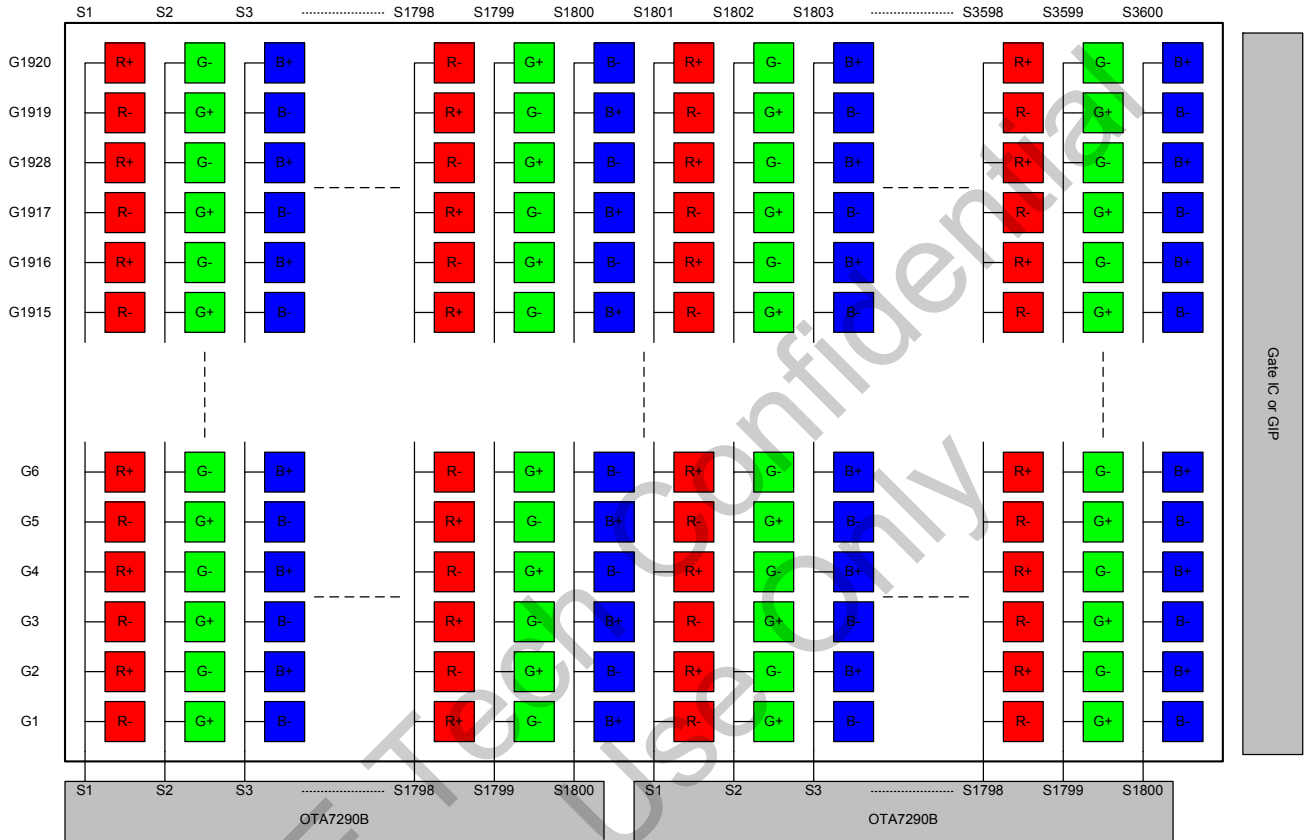 S1 S2 S3 S1798 S1799 S1800 S1801 S1802 S1803 S3598 S3599 S3600
G1920 R+ G- B+ R- G+ B- R+ G- B+ R+ G- B+
G1919 R- G+ B- R+ G- B+ R- G+ B- R- G+ B-
G1928 R+ G- B+ R- G+ B- R+ G- B+ R+ G- B+
G1917 R- G+ B- R+ G- B+ R- G+ B- R- G+ B-
G1916 R+ G- B+ R- G+ B- R+ G- B+ R+ G- B+
G1915 R- G+ B- R+ G- B+ R- G+ B- R- G+ B-
Gate IC or GIP
G6 R+ G- B+ R- G+ B- R+ G- B+ R+ G- B+
G5 R- G+ B- R+ G- B+ R- G+ B- R- G+ B-
G4 R+ G- B+ R- G+ B- R+ G- B+ R+ G- B+
G3 R- G+ B- R+ G- B+ R- G+ B- R- G+ B-
G2 R+ G- B+ R- G+ B- R+ G- B+ R+ G- B+
G1 R- G+ B- R+ G- B+ R- G+ B- R- G+ B-
S1 S2 S3 S1798 S1799 S1800 S1 S2 S3 S1798 S1799 S1800
OTA7290B OTA7290B
Tech Confidential
Use Only